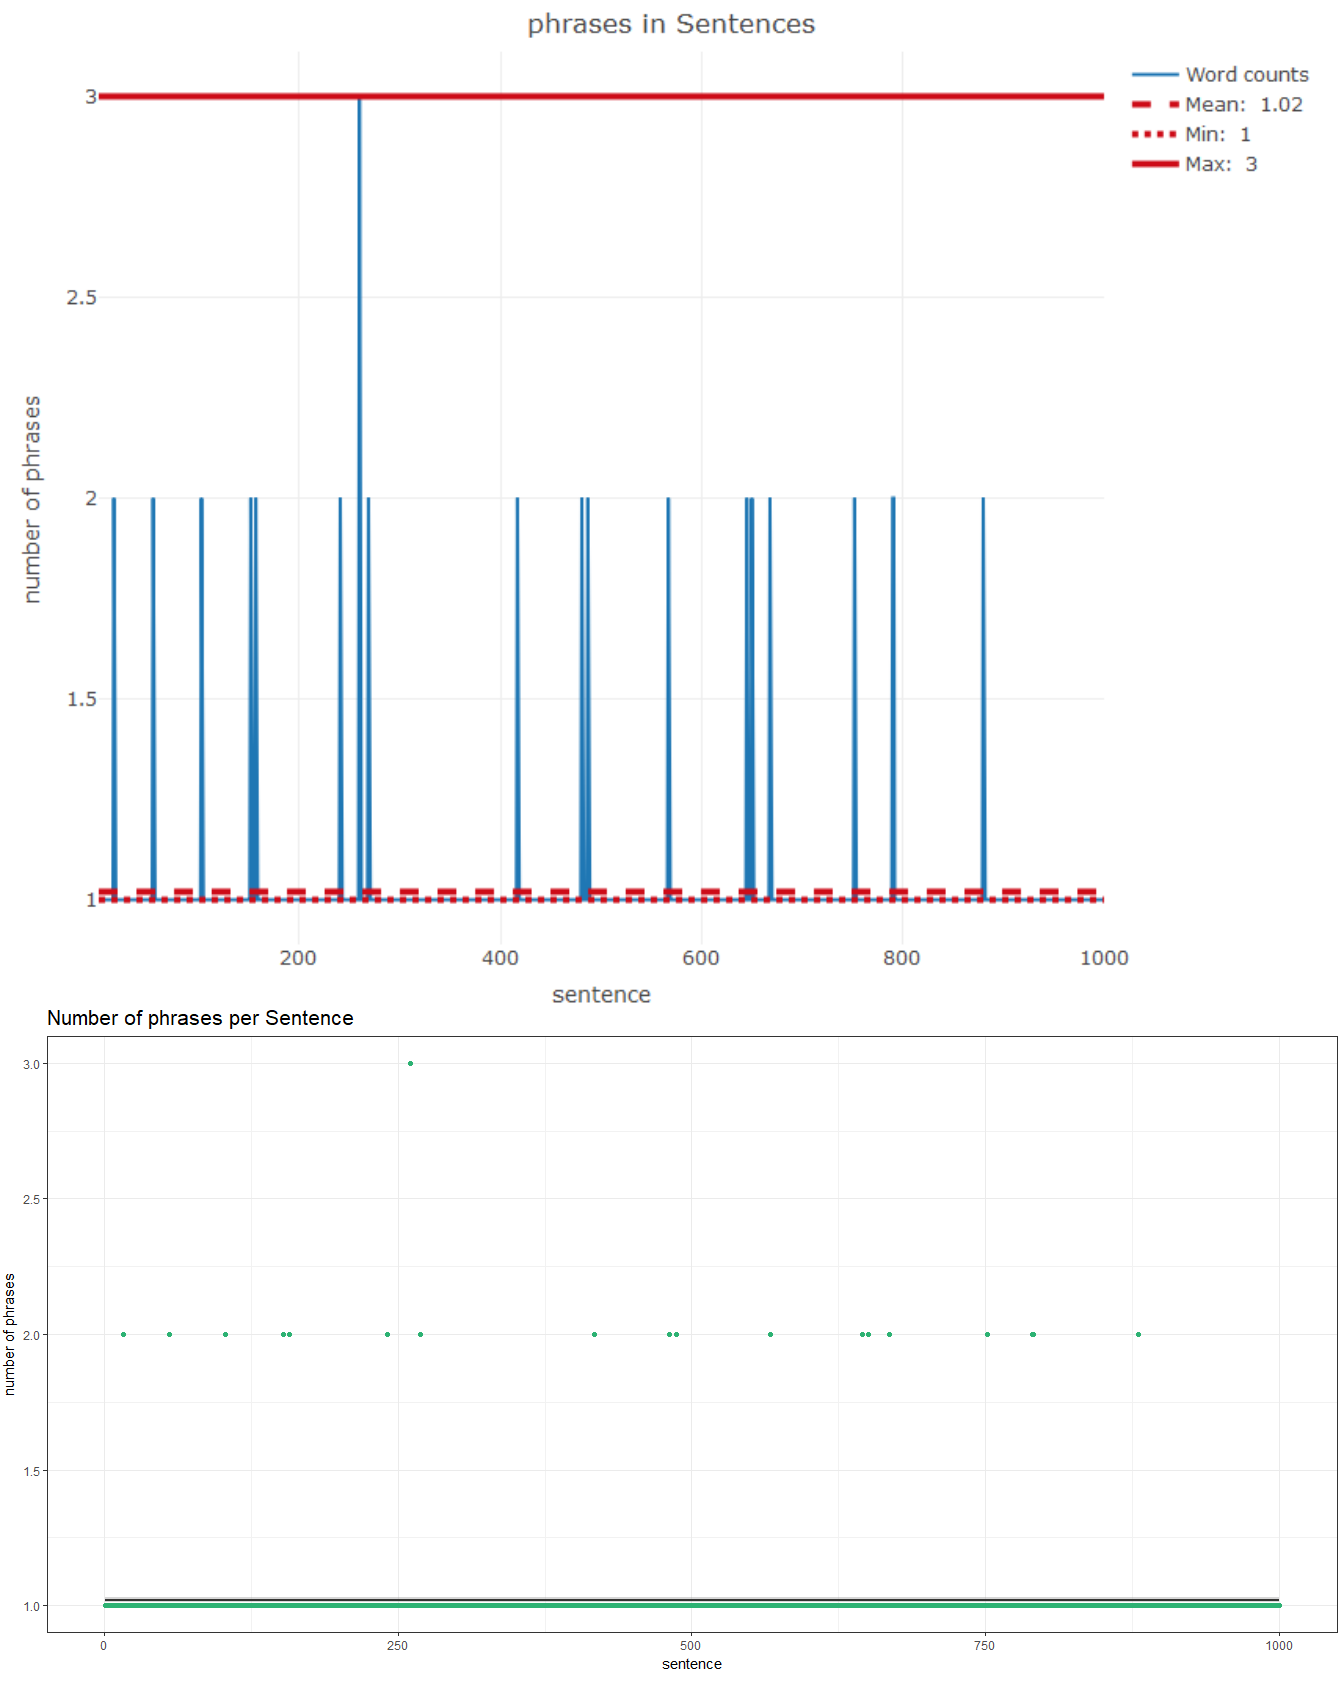 phrases in Sentences
Word counts
Mean: 1.02
Min: 1
Max: 3
3
2.5
2
1.5
1
number of phrases
200 400 600 800 1000
sentence
Number of phrases per Sentence
3.0
2.5
2.0
1.5
1.0
number of phrases
0 250 500 750 1000
sentence